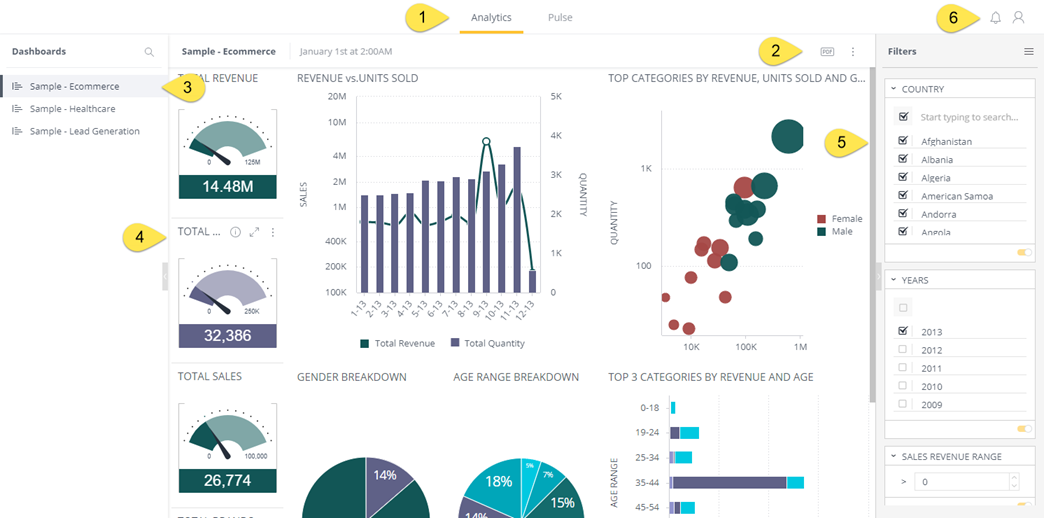 1
Analytics
Pulse
6
Dashboards
Sample - Ecommerce
January 1st at 2:00AM
2
PDF
Filters
Sample - Ecommerce
3
Sample - Healthcare
Sample - Lead Generation
REVENUE
0
125M
14.48M
4
TOTAL ...
0
250K
32,386
TOTAL SALES
0
100,000
26,774
REVENUE vs.UNITS SOLD
20M
10M
4M
2M
1M
400K
200K
100K
SALES
5K
4K
3K
2K
1K
0
QUANTITY
1-13
2-13
3-13
4-13
5-13
6-13
7-13
8-13
9-13
10-13
11-13
12-13
Total Revenue
Total Quantity
TOP CATEGORIES BY REVENUE, UNITS SOLD AND G...
QUANTITY
1K
100
10K
100K
1M
Female
Male
GENDER BREAKDOWN
14%
AGE RANGE BREAKDOWN
5%
7%
18%
15%
14%
TOP 3 CATEGORIES BY REVENUE AND AGE
AGE RANGE
0-18
19-24
25-34
35-44
45-54
COUNTRY
Start typing to search...
5
Afghanistan
Albania
Algeria
American Samoa
Andorra
Angola
YEARS
2013
2012
2011
2010
2009
SALES REVENUE RANGE
>
0